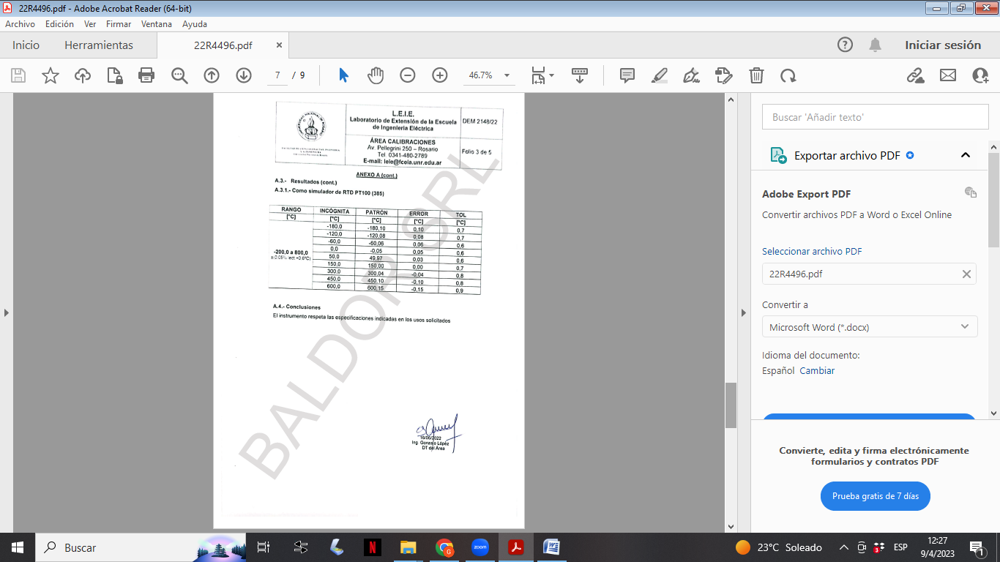 22R4496.pdf - Adobe Acrobat Reader (64-bit)
Archivo Edición Ver Firmar Ventana Ayuda
Inicio Herramientas 22R4496.pdf × Iniciar sesión
7 / 9 46.7%
L.E.I.E.
Laboratorio de Extensión de la Escuela
de Ingeniería Eléctrica
DEM 2148/22
ÁREA CALIBRACIONES
Av. Pellegrini 250 – Rosario
Tel. 0341-480-2789
E-mail: leie@fceia.unr.edu.ar
Folio 3 de 5
ANEXO A (cont.)
A.3.- Resultados (cont.)
A.3.1.- Como simulador de RTD PT100 (385)
RANGO INCÓGNITA PATRÓN ERROR TOL
[°C] [°C] [°C] [°C] [°C]
-180,0 -180,10 0,10 0,7
-120,0 -120,08 0,08 0,7
-60,0 -60,06 0,06 0,6
0,0 -0,05 0,05 0,6
-200,0 a 800,0 50,0 49,97 0,03 0,6
±(0.05% lect.+0.6°C) 150,0 150,00 0,00 0,7
300,0 300,04 -0,04 0,8
450,0 450,10 -0,10 0,8
600,0 600,15 -0,15 0,9
A.4.- Conclusiones
El instrumento respeta las especificaciones indicadas en los usos solicitados
BALDOR SRL
16/06/2022
Ing. Gonzalo López
DT del Área
Buscar 'Añadir texto'
Exportar archivo PDF
Adobe Export PDF
Convertir archivos PDF a Word o Excel Online
Seleccionar archivo PDF
22R4496.pdf
Convertir a
Microsoft Word (*.docx)
Idioma del documento:
Español Cambiar
Convierte, edita y firma electrónicamente
formularios y contratos PDF
Prueba gratis de 7 días
Buscar
N
zoom
23°C Soleado
ESP
12:27
9/4/2023